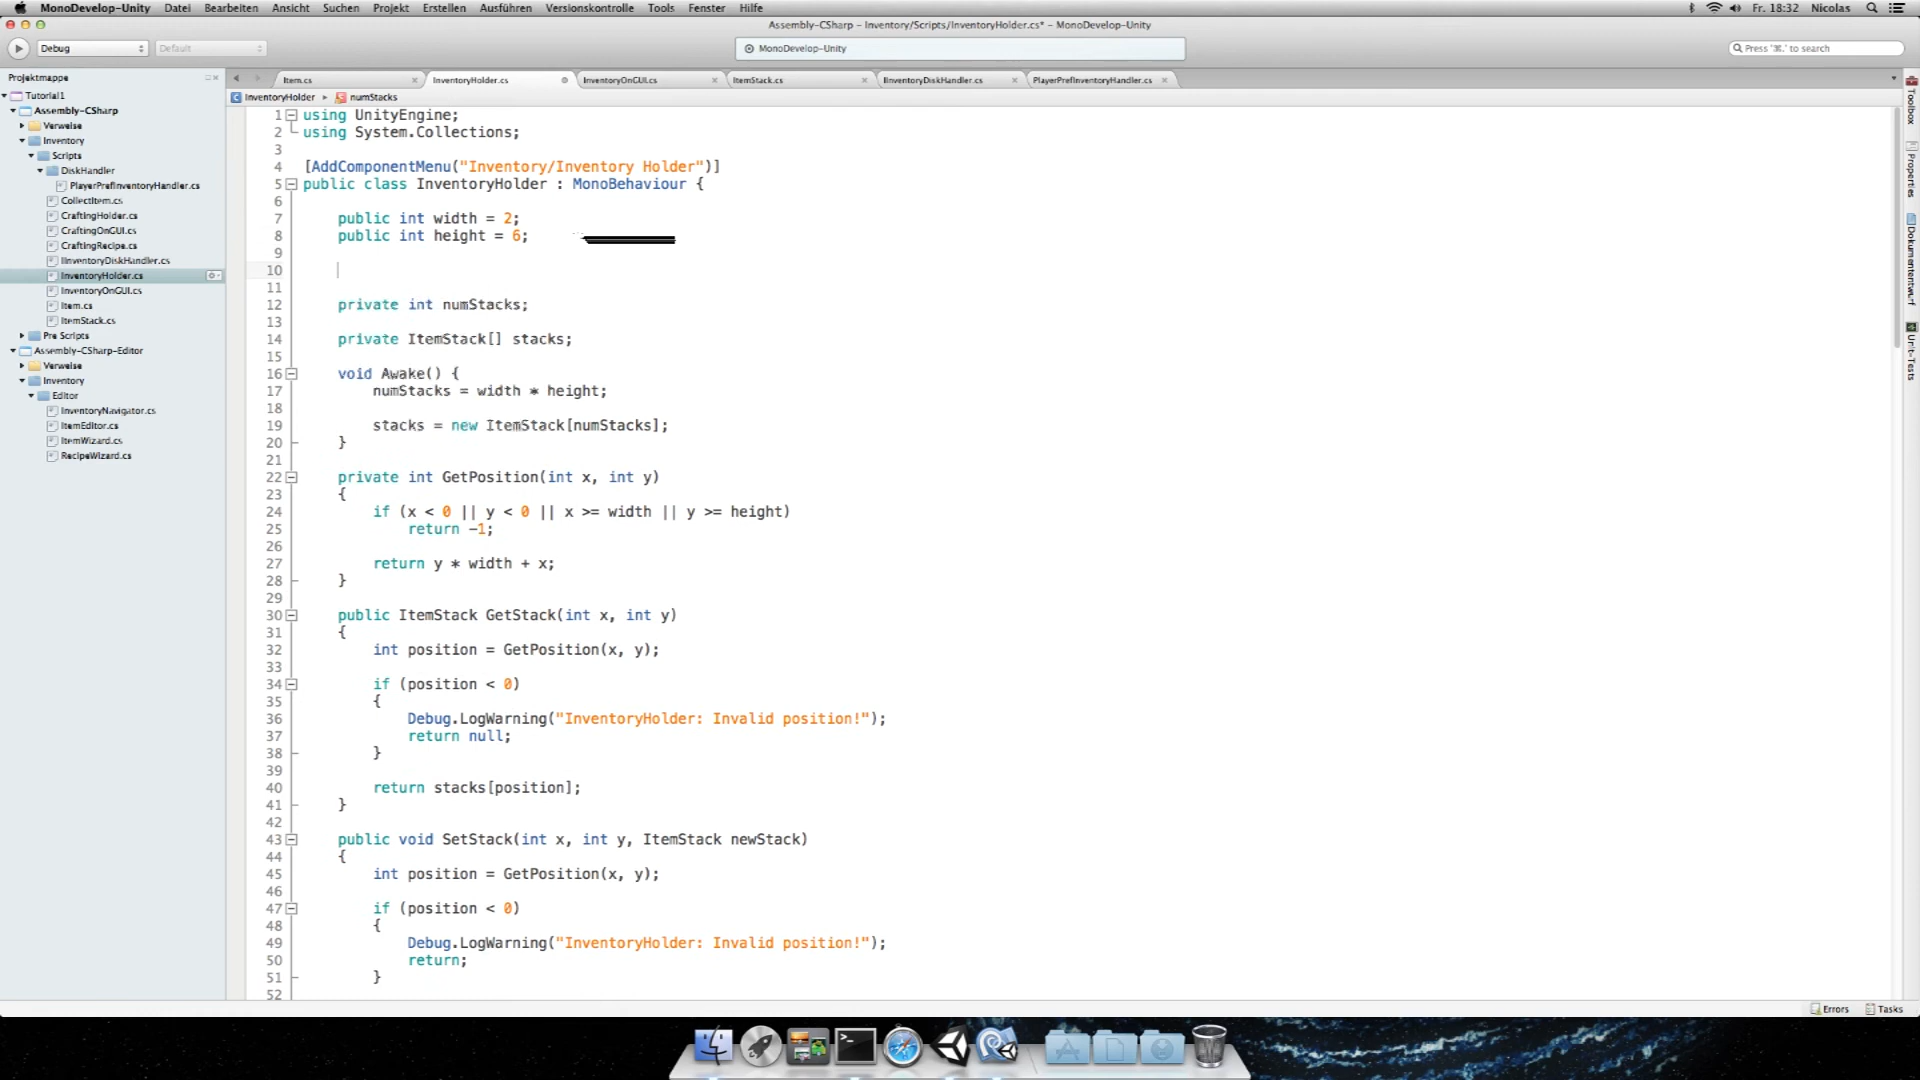 MonoDevelop-Unity Datei Bearbeiten Ansicht Suchen Projekt Erstellen Ausführen Versionskontrolle Tools Fenster Hilfe Fr. 18:32 Nicolas
Assembly-CSharp – Inventory/Scripts/InventoryHolder.cs* – MonoDevelop-Unity
Debug Default MonoDevelop-Unity Press '⌘.' to search
Projektmappe
Tutorial1
Assembly-CSharp
Verweise
Inventory
Scripts
DiskHandler
PlayerPrefInventoryHandler.cs
CollectItem.cs
CraftingHolder.cs
CraftingOnGUI.cs
CraftingRecipe.cs
IInventoryDiskHandler.cs
InventoryHolder.cs
InventoryOnGUI.cs
Item.cs
ItemStack.cs
Pre Scripts
Assembly-CSharp-Editor
Verweise
Inventory
Editor
InventoryNavigator.cs
ItemEditor.cs
ItemWizard.cs
RecipeWizard.cs
Item.cs InventoryHolder.cs InventoryOnGUI.cs ItemStack.cs IInventoryDiskHandler.cs PlayerPrefInventoryHandler.cs
InventoryHolder ▸ numStacks
1 using UnityEngine;
2 using System.Collections;
3
4 [AddComponentMenu("Inventory/Inventory Holder")]
5 public class InventoryHolder : MonoBehaviour {
6
7 public int width = 2;
8 public int height = 6;
9
10
11
12 private int numStacks;
13
14 private ItemStack[] stacks;
15
16 void Awake() {
17 numStacks = width * height;
18
19 stacks = new ItemStack[numStacks];
20 }
21
22 private int GetPosition(int x, int y)
23 {
24 if (x < 0 || y < 0 || x >= width || y >= height)
25 return -1;
26
27 return y * width + x;
28 }
29
30 public ItemStack GetStack(int x, int y)
31 {
32 int position = GetPosition(x, y);
33
34 if (position < 0)
35 {
36 Debug.LogWarning("InventoryHolder: Invalid position!");
37 return null;
38 }
39
40 return stacks[position];
41 }
42
43 public void SetStack(int x, int y, ItemStack newStack)
44 {
45 int position = GetPosition(x, y);
46
47 if (position < 0)
48 {
49 Debug.LogWarning("InventoryHolder: Invalid position!");
50 return;
51 }
52
Toolbox
Properties
Dokumententwurf
Unit-Tests
Errors Tasks